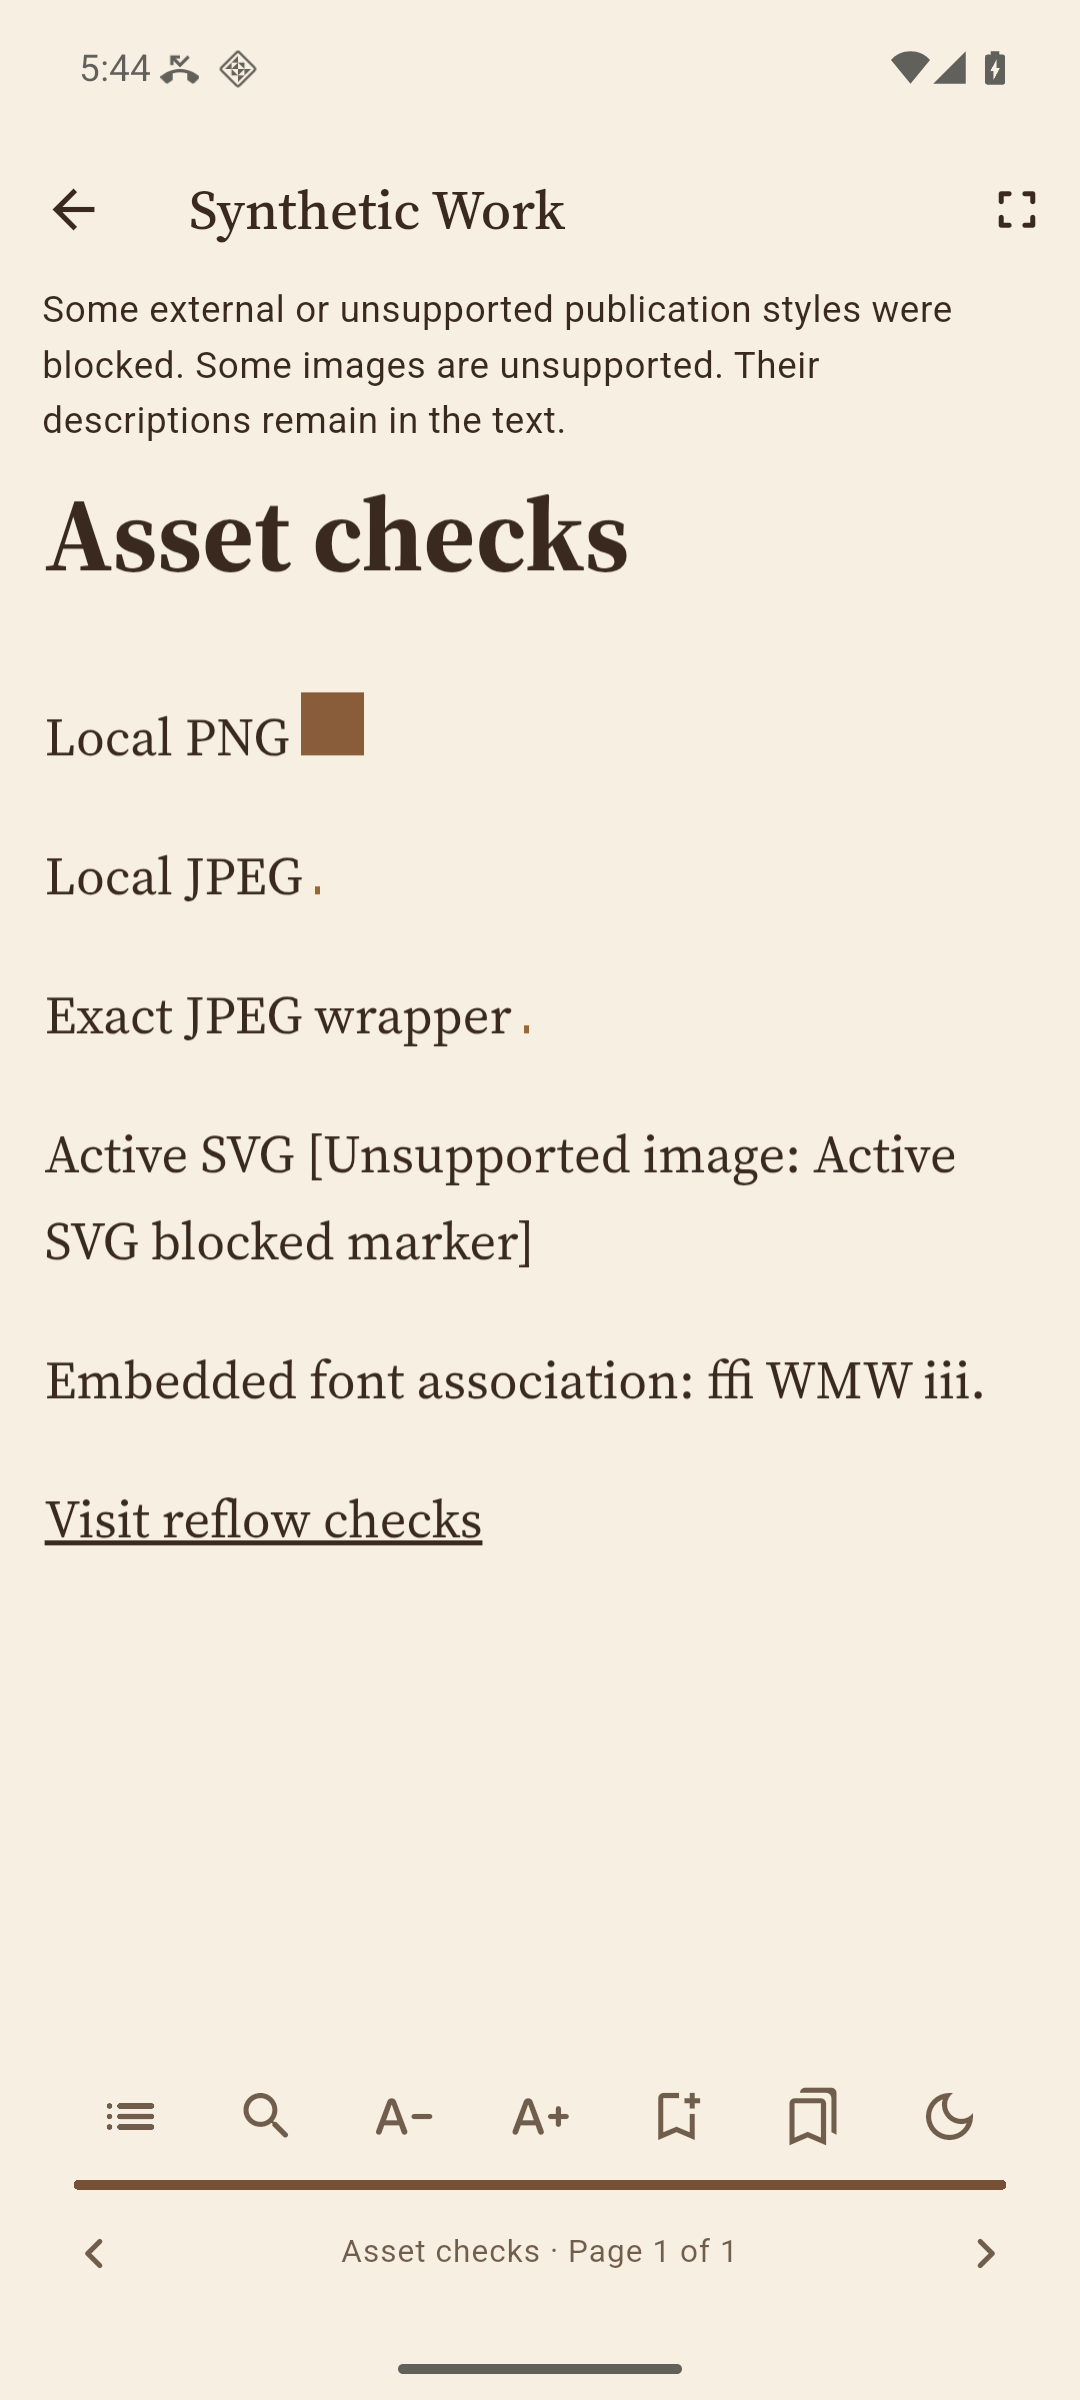 5:44
Synthetic Work
Some external or unsupported publication styles were
blocked. Some images are unsupported. Their
descriptions remain in the text.
Asset checks
Local PNG
Local JPEG
Exact JPEG wrapper
Active SVG [Unsupported image: Active
SVG blocked marker]
Embedded font association: ffi WMW iii.
Visit reflow checks
A− A+
Asset checks · Page 1 of 1